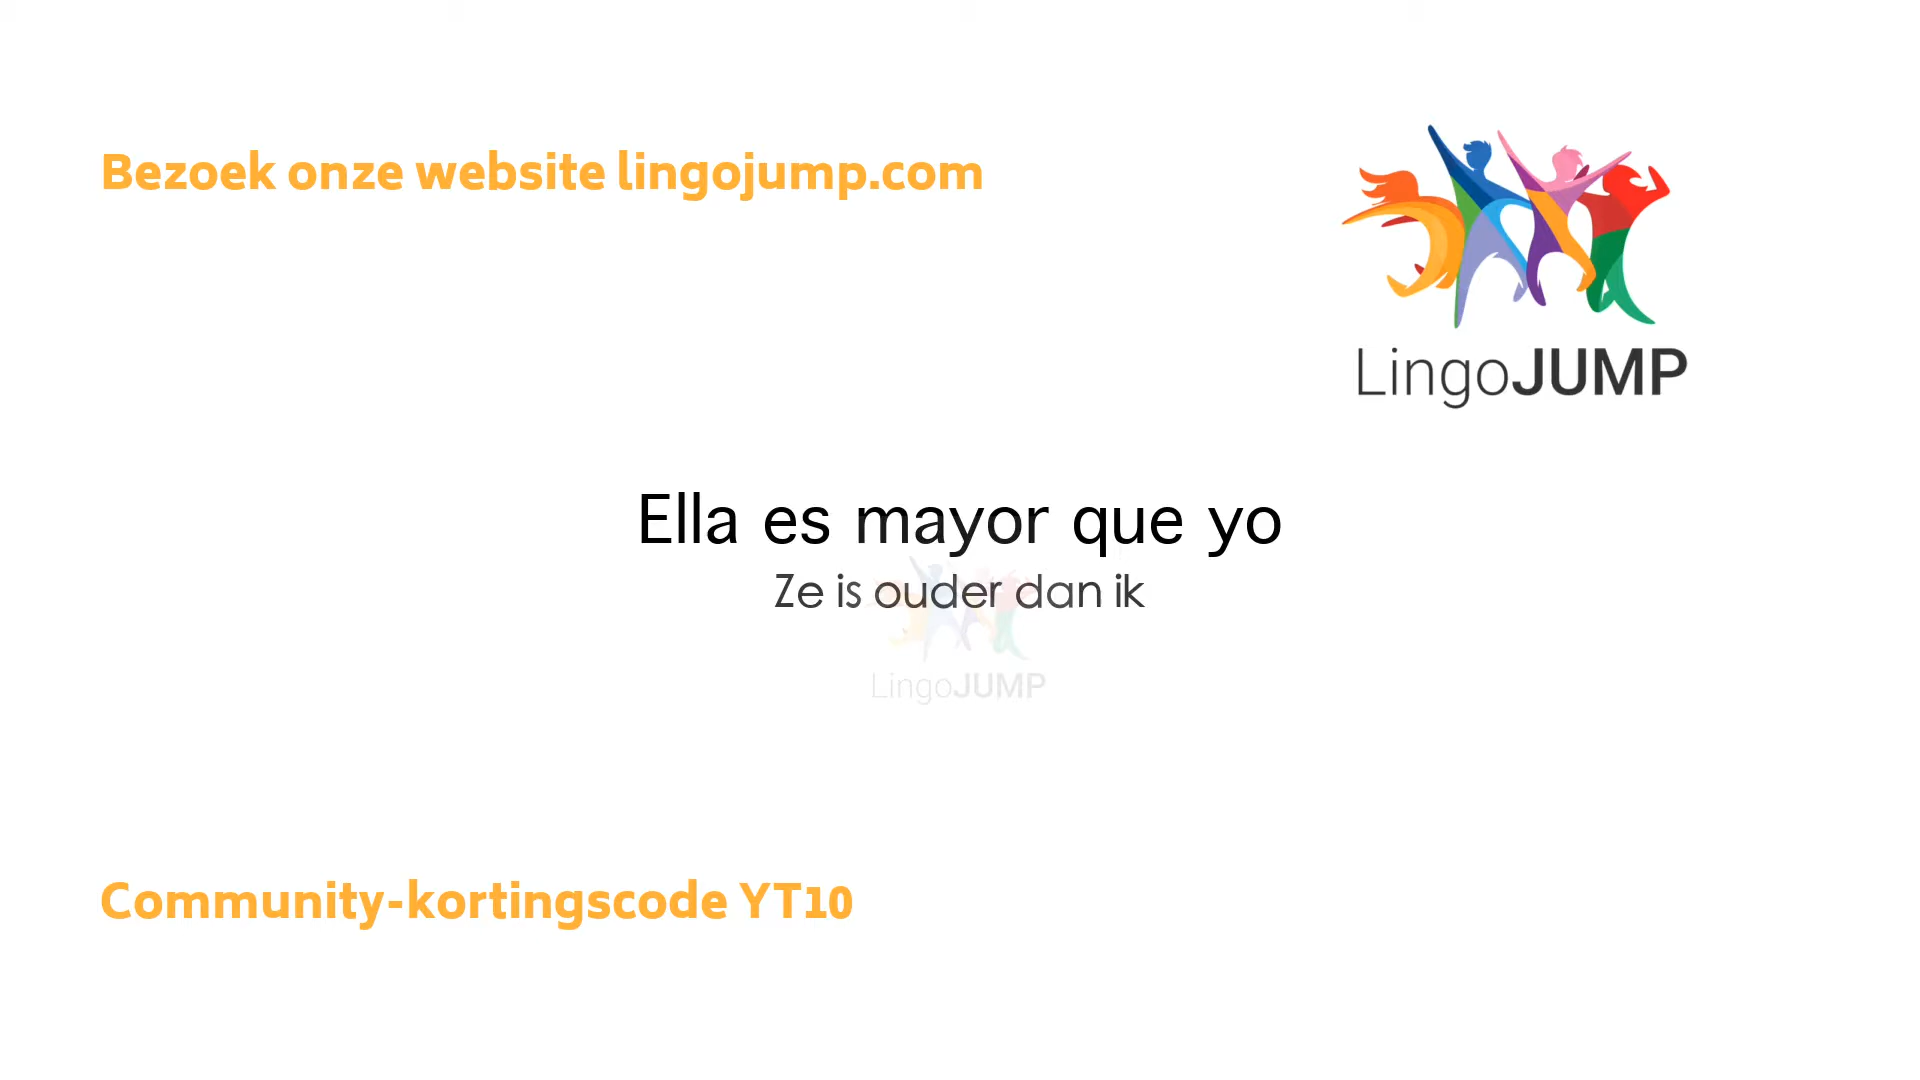 Bezoek onze website lingojump.com
LingoJUMP
Ella es mayor que yo
Ze is ouder dan ik
LingoJUMP
Community-kortingscode YT10